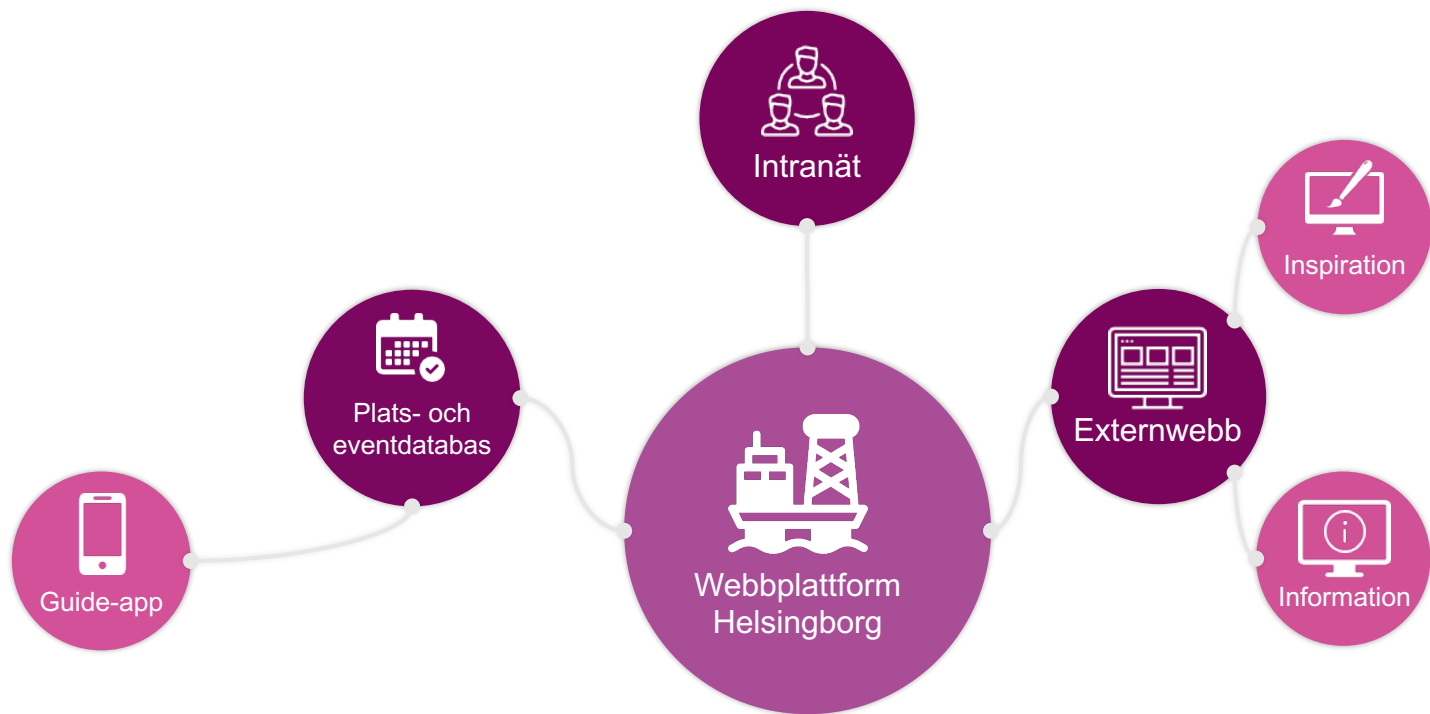 Intranät
Inspiration
Plats- och
eventdatabas
Externwebb
Guide-app
Webbplattform
Helsingborg
i
Information